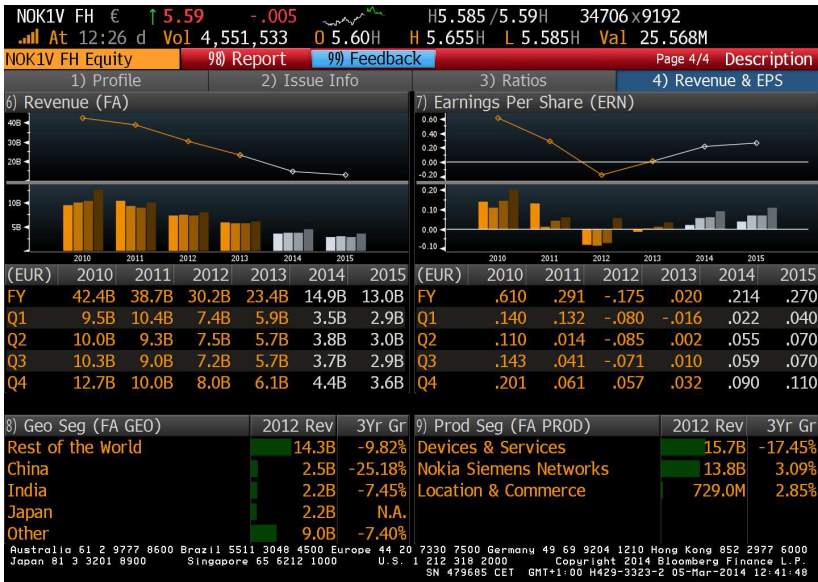 NOK1V FH € ↑ 5.59 -.005 H5.585/5.59H 34706x9192
At 12:26 d Vol 4,551,533 O 5.60H H 5.655H L 5.585H Val 25.568M
NOK1V FH Equity 98) Report 99) Feedback Page 4/4 Description
1) Profile 2) Issue Info 3) Ratios 4) Revenue & EPS
6) Revenue (FA) 7) Earnings Per Share (ERN)
40B 0.60
0.40
30B 0.20
20B 0.00
-0.20
0.20
10B 0.10
5B 0.00
-0.10
2010 2011 2012 2013 2014 2015 2010 2011 2012 2013 2014 2015
(EUR) 2010 2011 2012 2013 2014 2015 (EUR) 2010 2011 2012 2013 2014 2015
FY 42.4B 38.7B 30.2B 23.4B 14.9B 13.0B FY .610 .291 -.175 .020 .214 .270
Q1 9.5B 10.4B 7.4B 5.9B 3.5B 2.9B Q1 .140 .132 -.080 -.016 .022 .040
Q2 10.0B 9.3B 7.5B 5.7B 3.8B 3.0B Q2 .110 .014 -.085 .002 .055 .070
Q3 10.3B 9.0B 7.2B 5.7B 3.7B 2.9B Q3 .143 .041 -.071 .010 .059 .070
Q4 12.7B 10.0B 8.0B 6.1B 4.4B 3.6B Q4 .201 .061 .057 .032 .090 .110
8) Geo Seg (FA GEO) 2012 Rev 3Yr Gr 9) Prod Seg (FA PROD) 2012 Rev 3Yr Gr
Rest of the World 14.3B -9.82% Devices & Services 15.7B -17.45%
China 2.5B -25.18% Nokia Siemens Networks 13.8B 3.09%
India 2.2B -7.45% Location & Commerce 729.0M 2.85%
Japan 2.2B N.A.
Other 9.0B -7.40%
Australia 61 2 9777 8600 Brazil 5511 3048 4500 Europe 44 20 7330 7500 Germany 49 69 9204 1210 Hong Kong 852 2977 6000
Japan 81 3 3201 8900 Singapore 65 6212 1000 U.S. 1 212 318 2000 Copyright 2014 Bloomberg Finance L.P.
SN 479685 CET GMT+1:00 H429-3323-2 05-Mar-2014 12:41:48